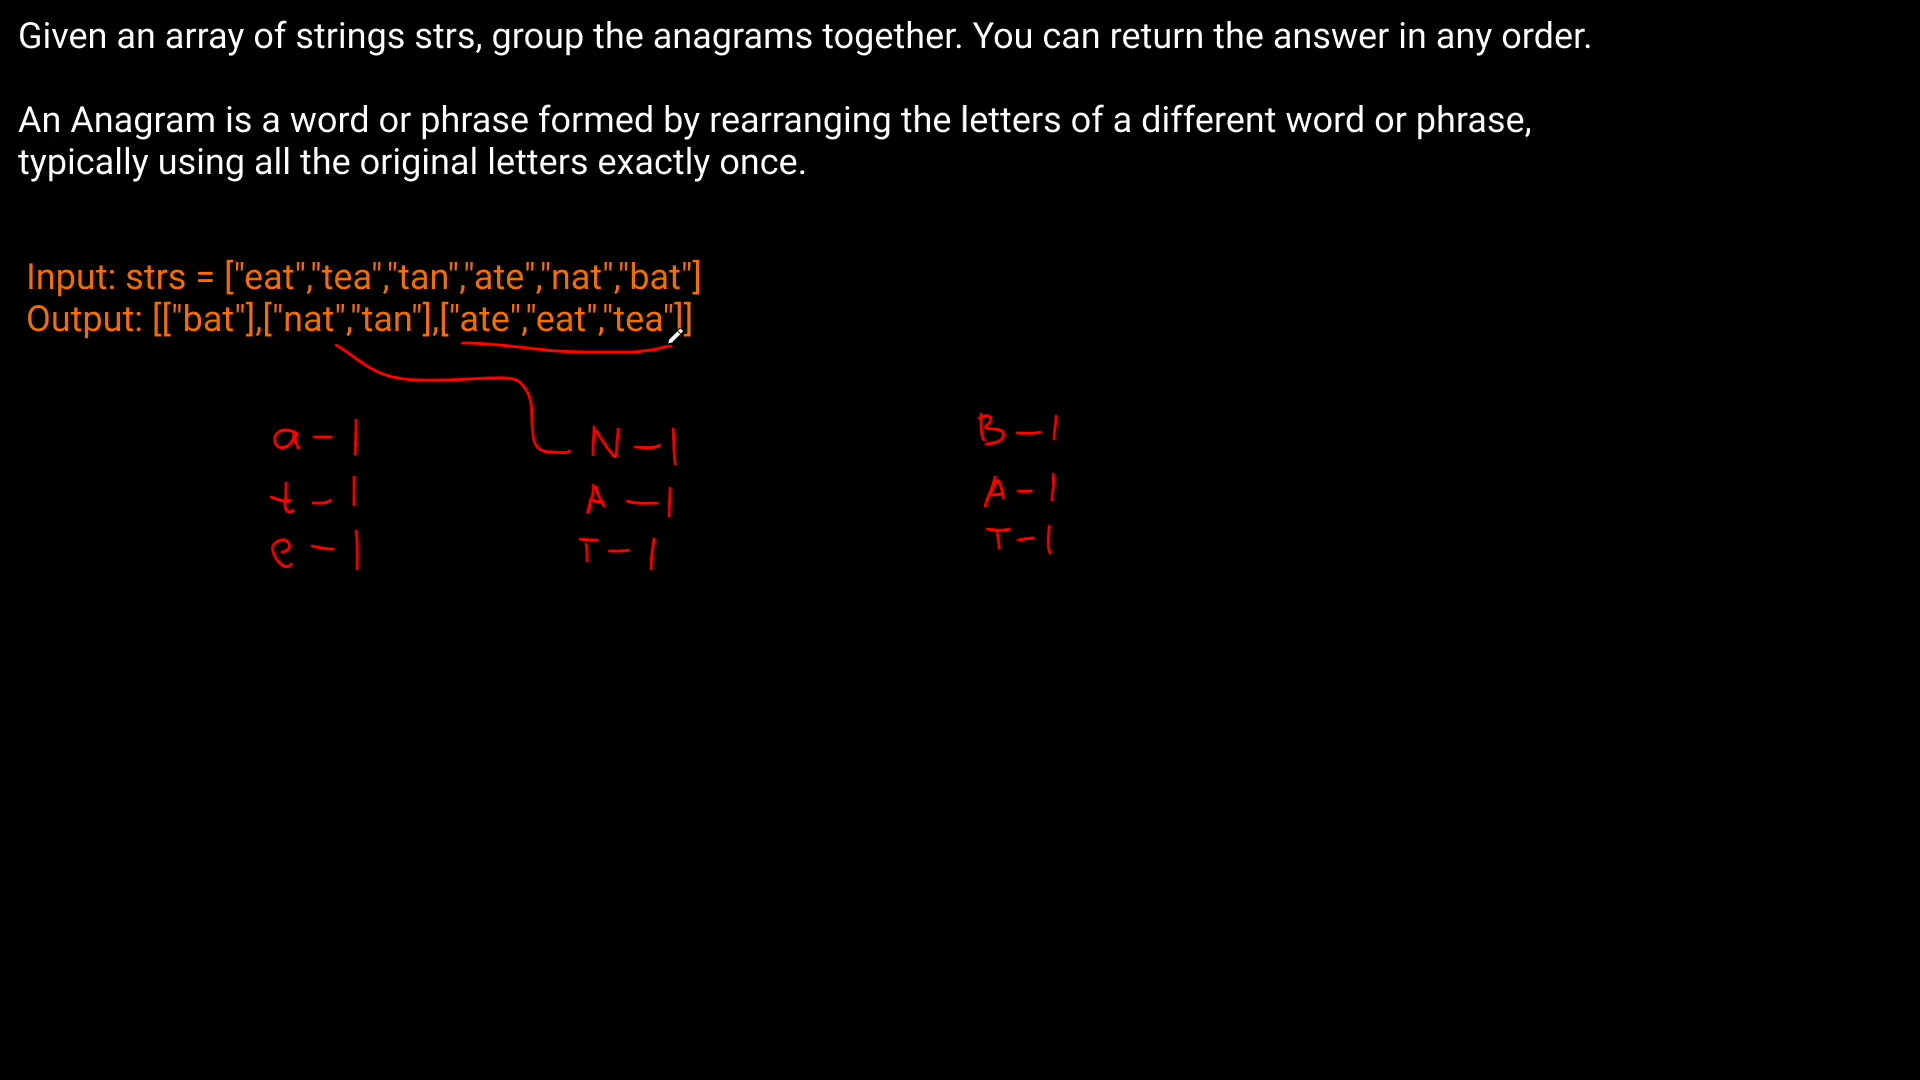 Given an array of strings strs, group the anagrams together. You can return the answer in any order.
An Anagram is a word or phrase formed by rearranging the letters of a different word or phrase,
typically using all the original letters exactly once.
Input: strs = ["eat","tea","tan","ate","nat","bat"]
Output: [["bat"],["nat","tan"],["ate","eat","tea"]]
a - 1
t - 1
e - 1
N - 1
A - 1
T - 1
B - 1
A - 1
T - 1